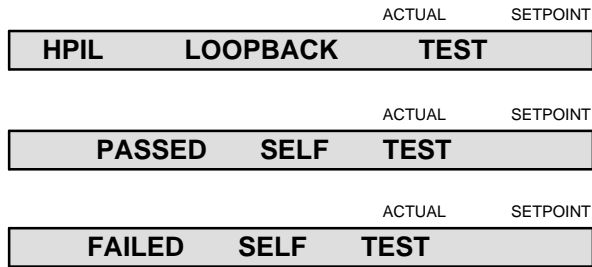 ACTUAL SETPOINT
HPIL LOOPBACK TEST
ACTUAL SETPOINT
PASSED SELF TEST
ACTUAL SETPOINT
FAILED SELF TEST